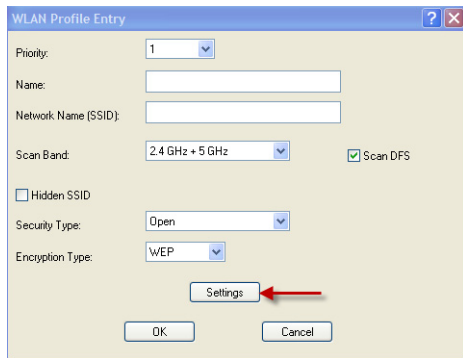 WLAN Profile Entry
Priority: 1
Name:
Network Name (SSID):
Scan Band: 2.4 GHz + 5 GHz Scan DFS
Hidden SSID
Security Type: Open
Encryption Type: WEP
Settings
OK Cancel